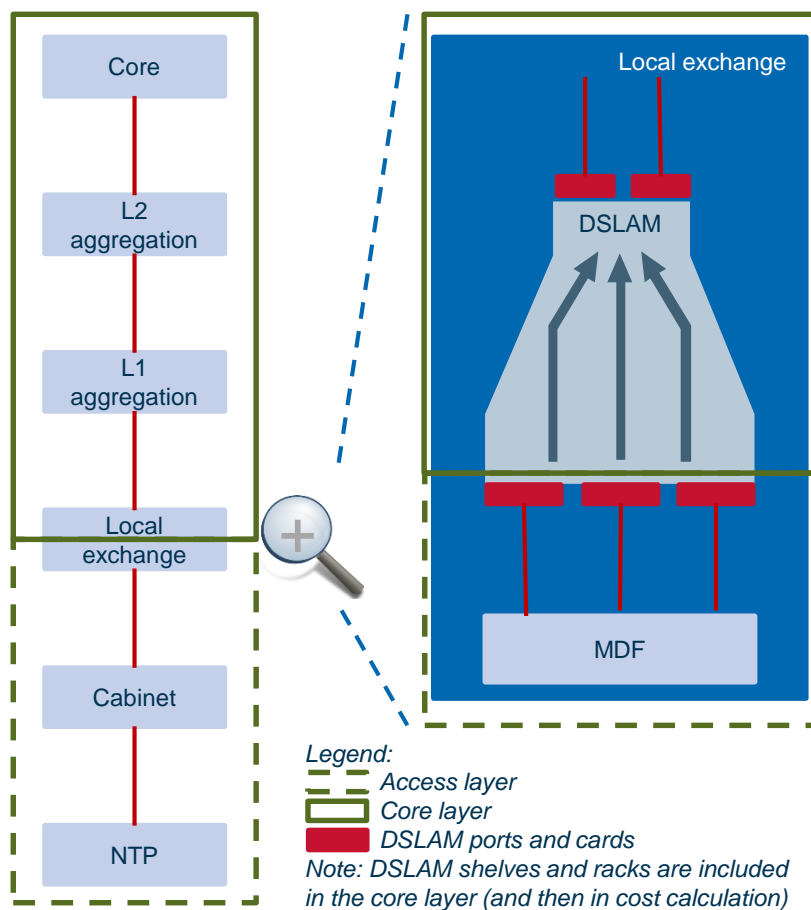 Core
L2
aggregation
L1
aggregation
Local
exchange
Cabinet
NTP
Local exchange
DSLAM
MDF
Legend:
Access layer
Core layer
DSLAM ports and cards
Note: DSLAM shelves and racks are included
in the core layer (and then in cost calculation)